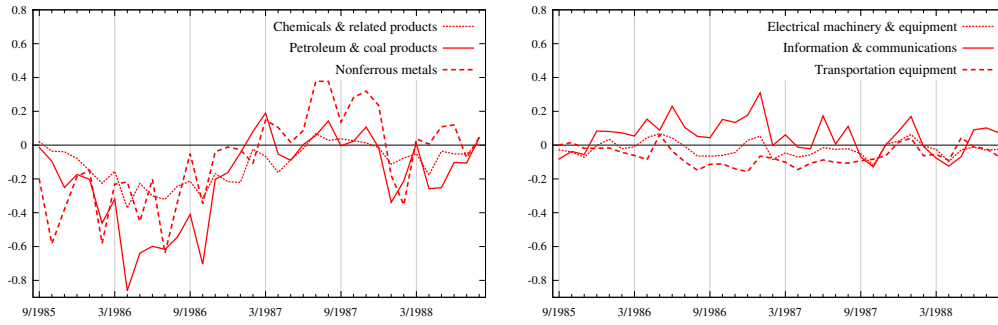 0.8
0.6
0.4
0.2
0
-0.2
-0.4
-0.6
-0.8
Chemicals & related products
Petroleum & coal products
Nonferrous metals
9/1985 3/1986 9/1986 3/1987 9/1987 3/1988
0.8
0.6
0.4
0.2
0
-0.2
-0.4
-0.6
-0.8
Electrical machinery & equipment
Information & communications
Transportation equipment
9/1985 3/1986 9/1986 3/1987 9/1987 3/1988